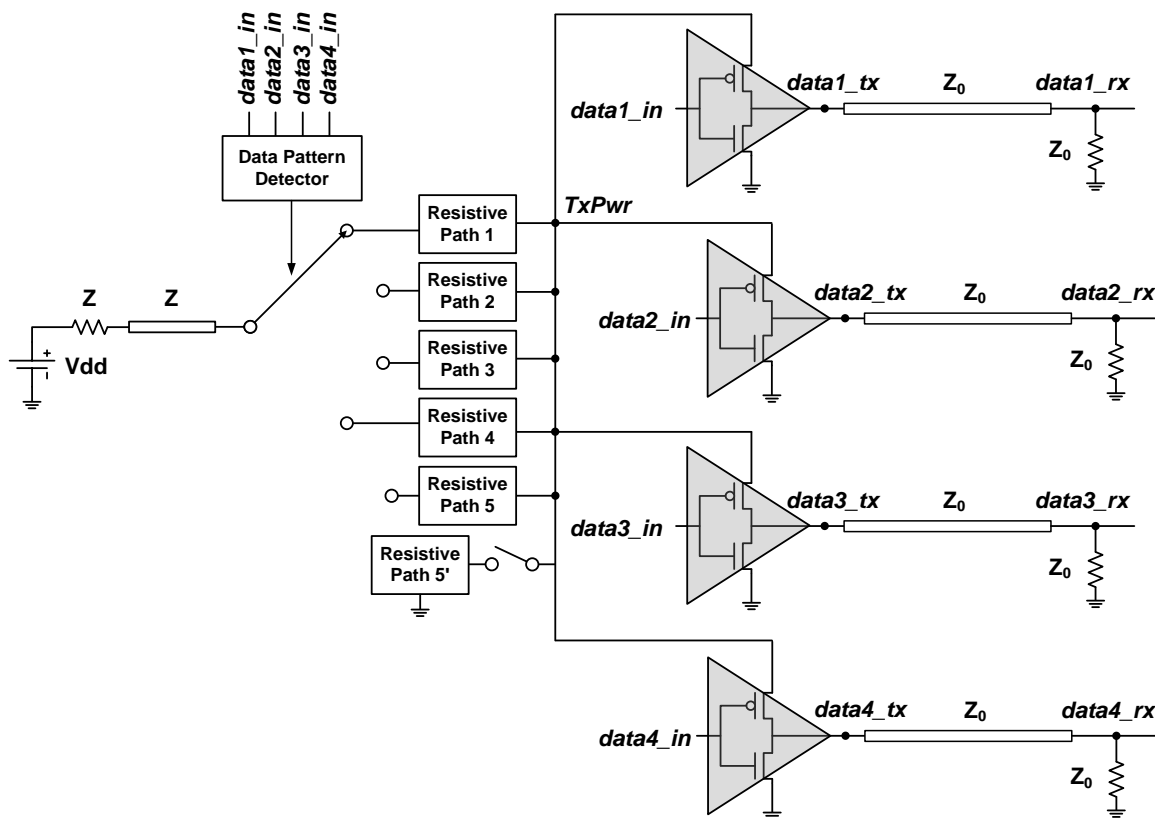 data1_in
data2_in
data3_in
data4_in
Data Pattern
Detector
Z
Z
+
Vdd
Resistive
Path 1
Resistive
Path 2
Resistive
Path 3
Resistive
Path 4
Resistive
Path 5
Resistive
Path 5'
TxPwr
data1_in
data1_tx
Z₀
data1_rx
Z₀
data2_in
data2_tx
Z₀
data2_rx
Z₀
data3_in
data3_tx
Z₀
data3_rx
Z₀
data4_in
data4_tx
Z₀
data4_rx
Z₀